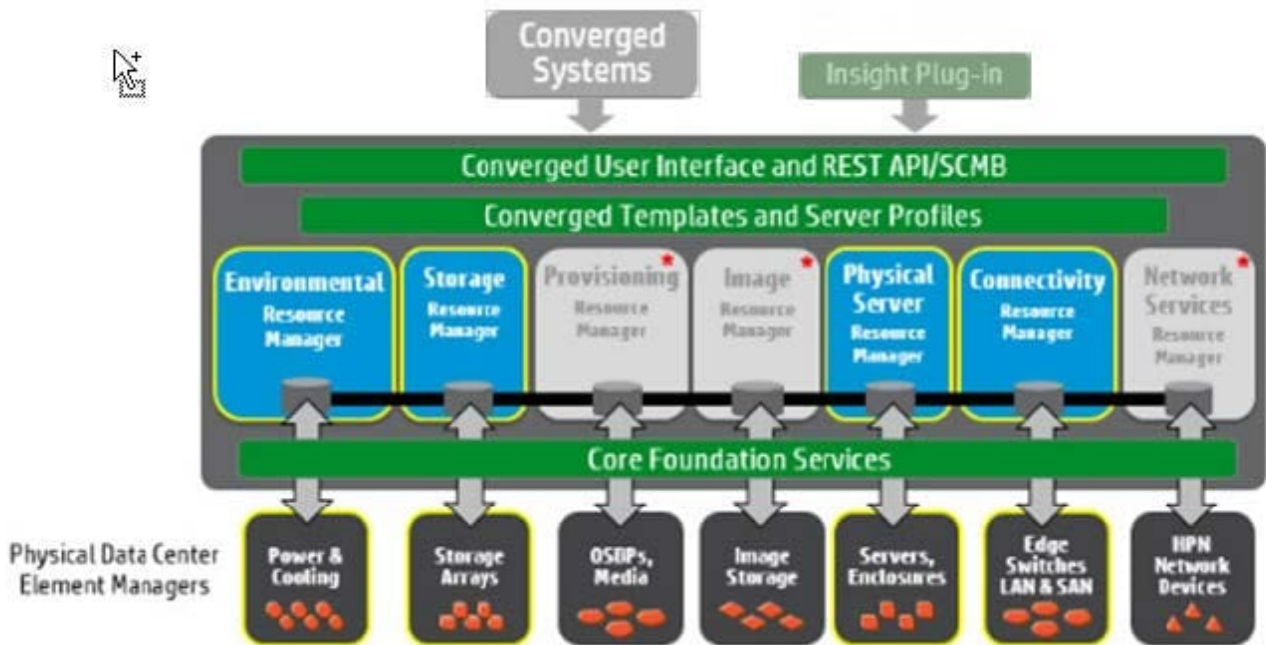 Converged
Systems
Insight Plug-in
Converged User Interface and REST API/SCMB
Converged Templates and Server Profiles
Environmental
Resource
Manager
Storage
Resource
Manager
Provisioning
Resource
Manager
Image
Resource
Manager
Physical
Server
Resource
Manager
Connectivity
Resource
Manager
Network
Services
Resource
Manager
Core Foundation Services
Physical Data Center
Element Managers
Power &
Cooling
Storage
Arrays
OSBPs,
Media
Image
Storage
Servers,
Enclosures
Edge
Switches
LAN & SAN
HPN
Network
Devices